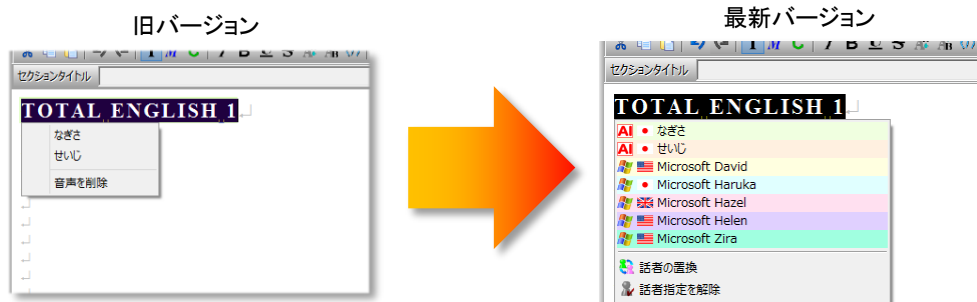 旧バージョン
セクションタイトル
TOTAL ENGLISH 1
なぎさ
せいじ
音声を削除
最新バージョン
セクションタイトル
TOTAL ENGLISH 1
AI なぎさ
AI せいじ
Microsoft David
Microsoft Haruka
Microsoft Hazel
Microsoft Helen
Microsoft Zira
話者の置換
話者指定を解除